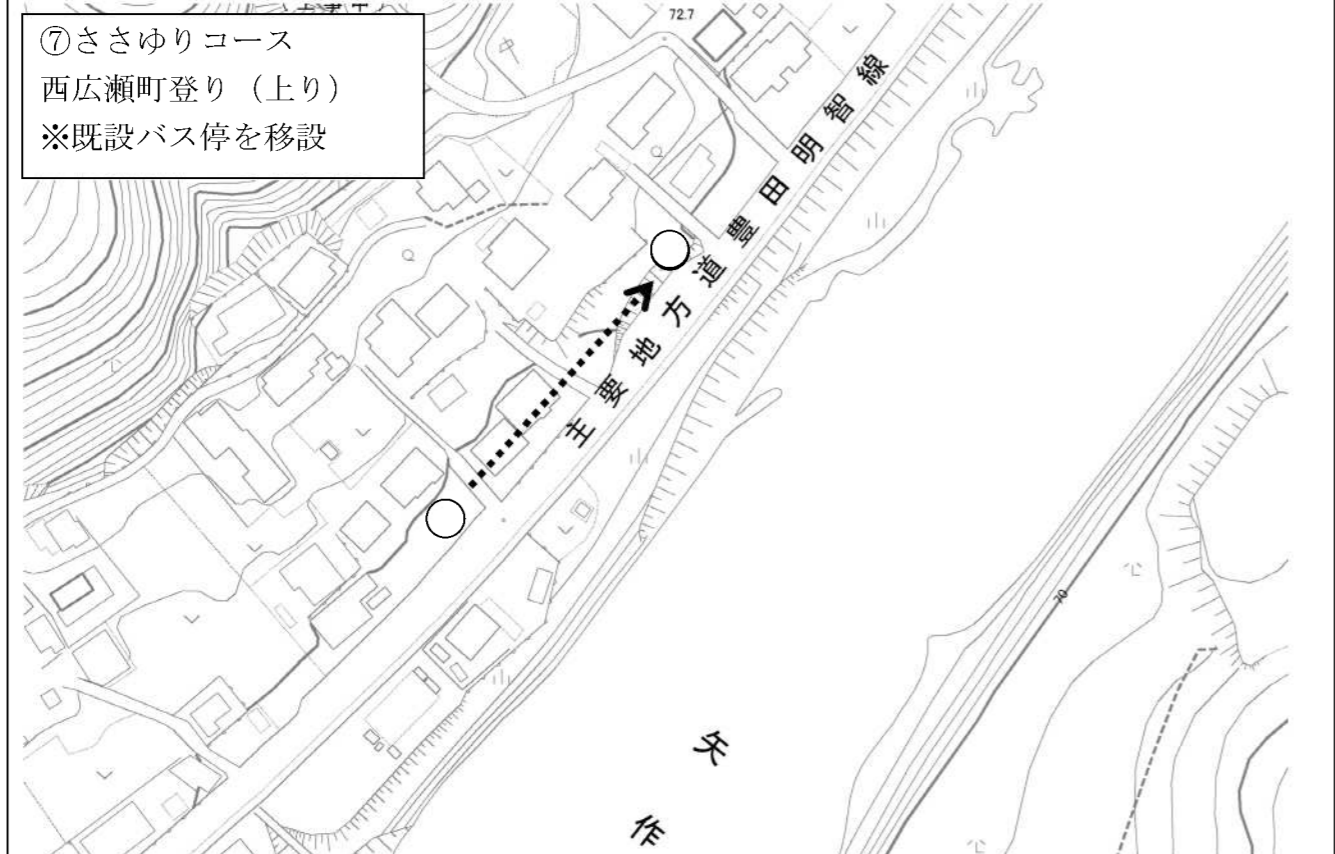 ⑦ささゆりコース
西広瀬町登り（上り）
※既設バス停を移設
72.7
主要地方道豊田明智線
70
矢作